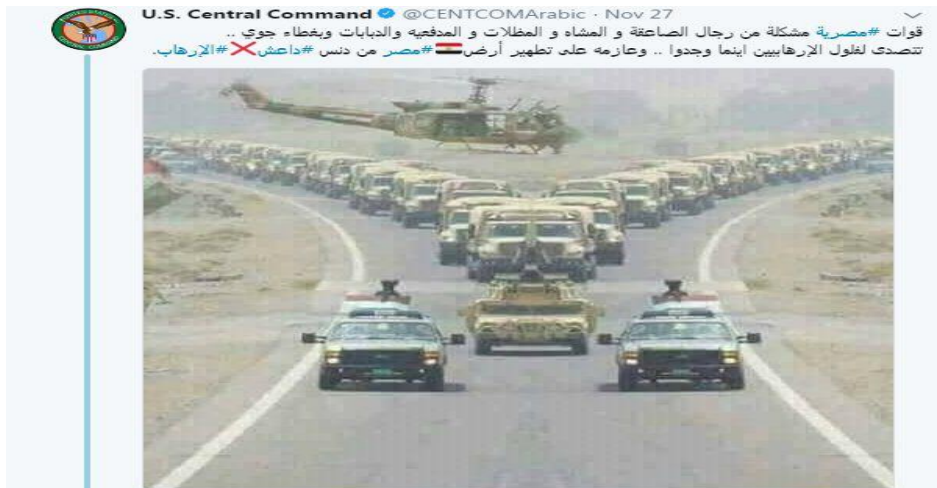 U.S. Central Command @CENTCOMArabic · Nov 27
قوات #مصرية مشكلة من رجال الصاعقة و المشاه و المظلات و المدفعيه والدبابات وبغطاء جوي ..
تتصدى لفلول الإرهابيين اينما وجدوا .. وعازمه على تطهير أرض #مصر من دنس #داعش❌ #الإرهاب.